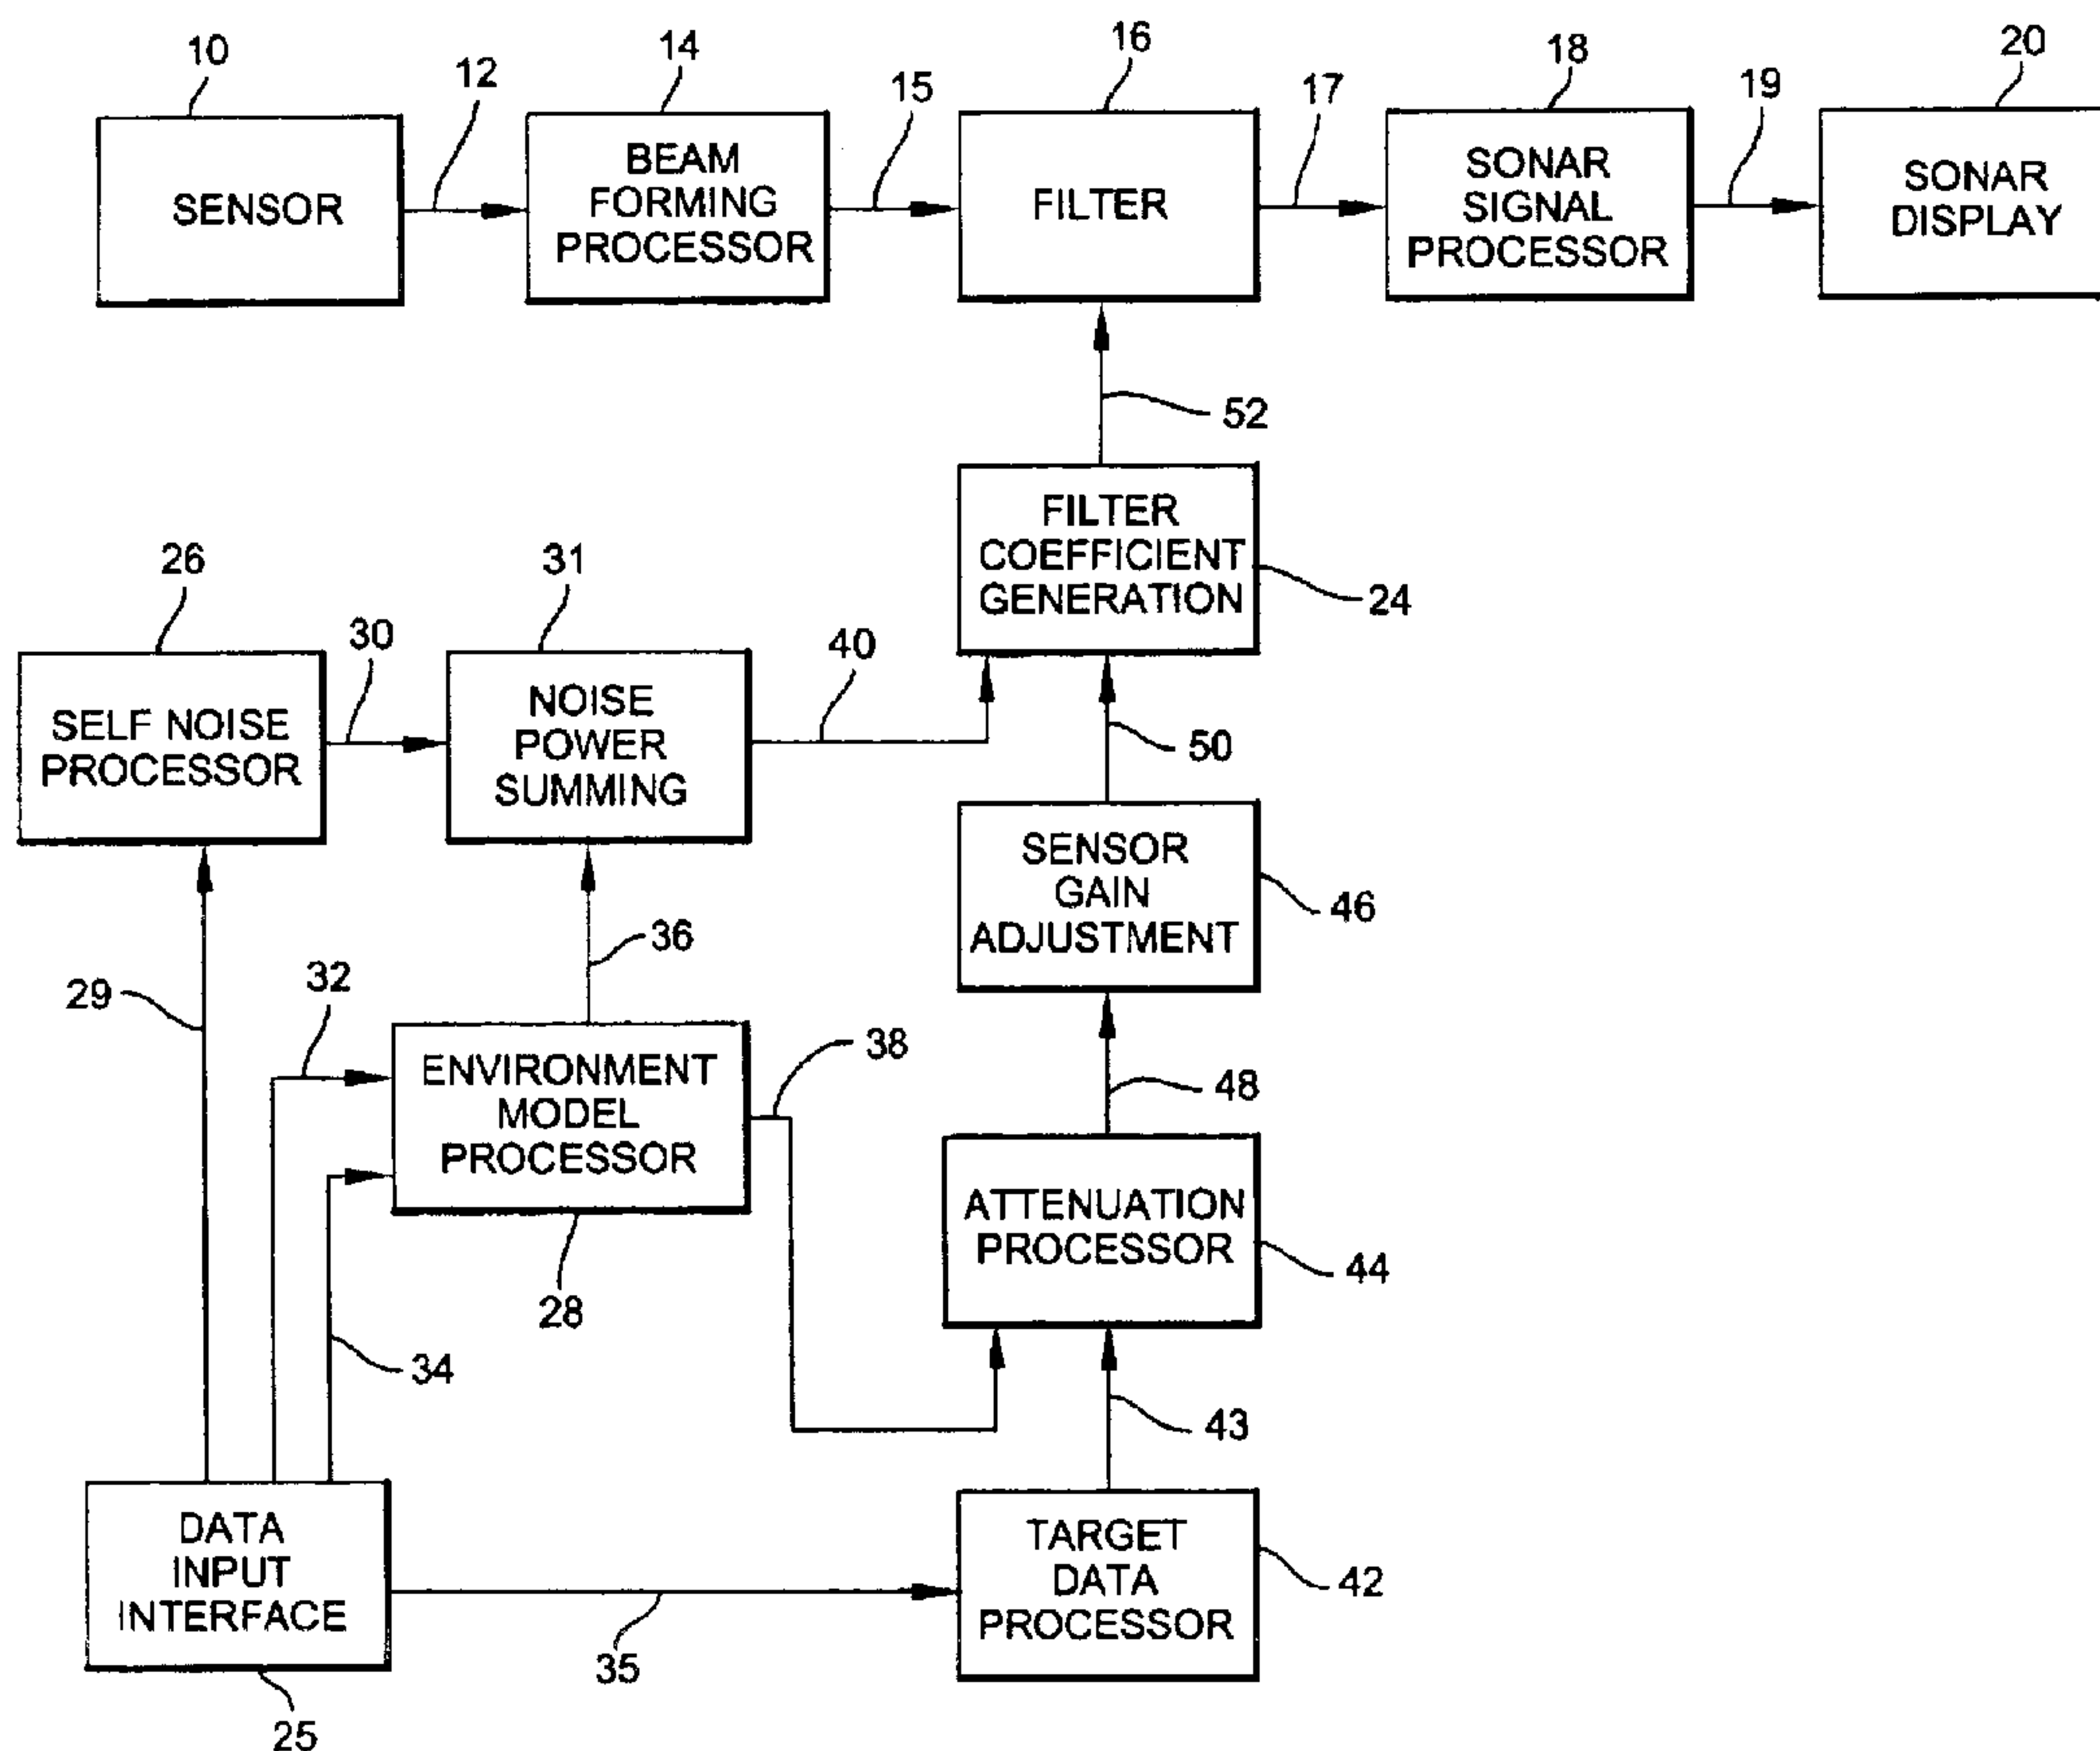 10
12
14
15
16
17
18
19
20
SENSOR
BEAM
FORMING
PROCESSOR
FILTER
SONAR
SIGNAL
PROCESSOR
SONAR
DISPLAY
52
FILTER
COEFFICIENT
GENERATION
24
26
30
31
40
SELF NOISE
PROCESSOR
NOISE
POWER
SUMMING
50
SENSOR
GAIN
ADJUSTMENT
46
29
32
36
38
ENVIRONMENT
MODEL
PROCESSOR
28
48
ATTENUATION
PROCESSOR
44
34
43
DATA
INPUT
INTERFACE
25
35
TARGET
DATA
PROCESSOR
42